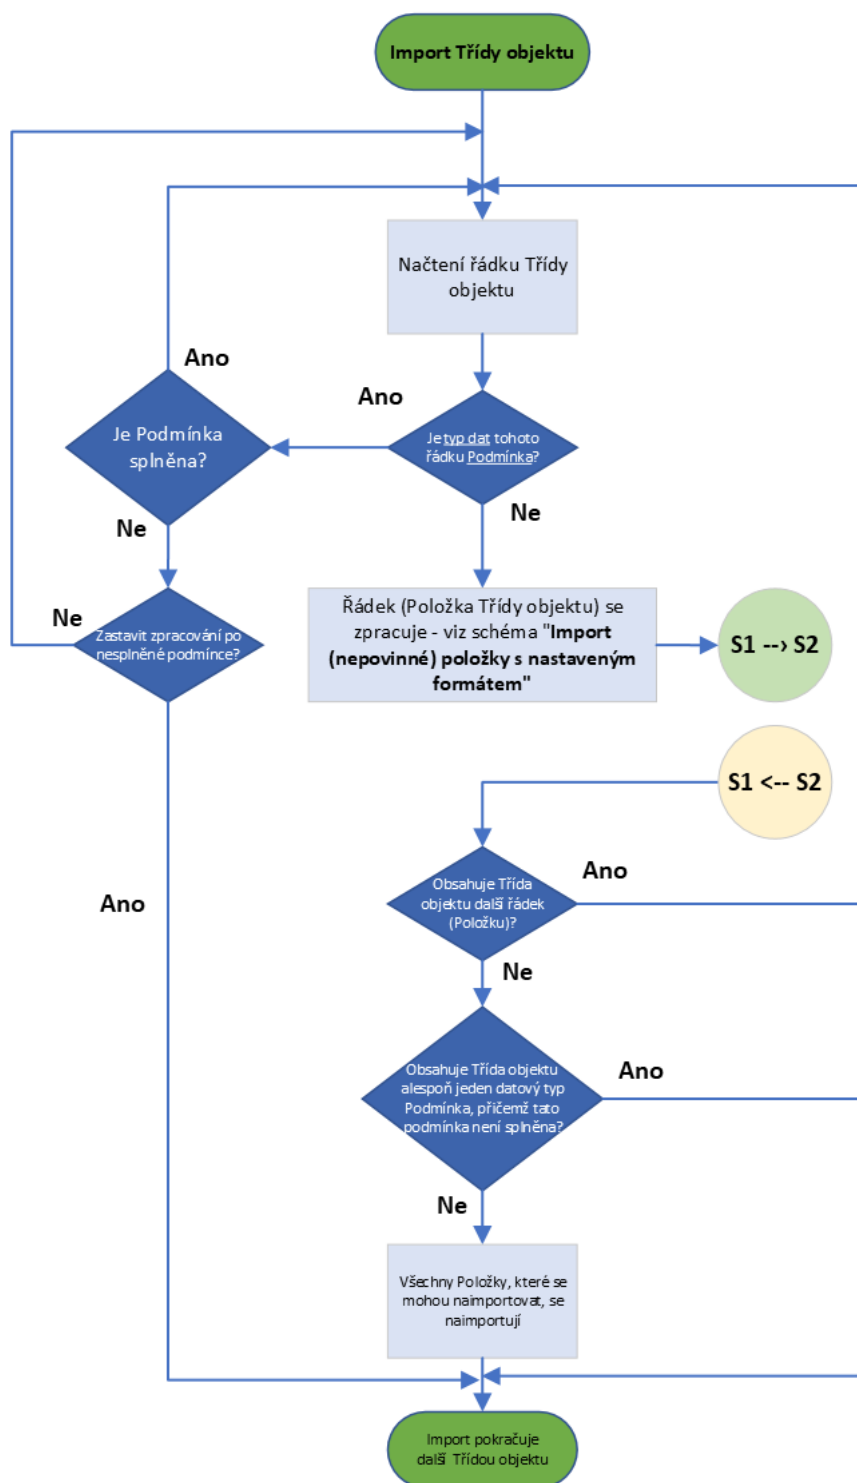 Import Třídy objektu
Načtení řádku Třídy
objektu
Ano
Ano
Je Podmínka
splněna?
Je typ dat tohoto
řádku Podmínka?
Ne
Ne
Ne
Zastavit zpracování po
nesplněné podmínce?
Řádek (Položka Třídy objektu) se
zpracuje - viz schéma "Import
(nepovinné) položky s nastaveným
formátem"
S1 --› S2
S1 <-- S2
Ano
Obsahuje Třída
objektu další řádek
(Položku)?
Ano
Ne
Obsahuje Třída objektu
alespoň jeden datový typ
Podmínka, přičemž tato
podmínka není splněna?
Ano
Ne
Všechny Položky, které se
mohou naimportovat, se
naimportují
Import pokračuje
další Třídou objektu